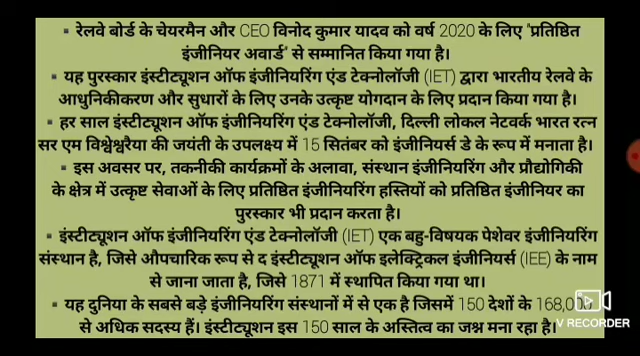 ▪ रेलवे बोर्ड के चेयरमैन और CEO विनोद कुमार यादव को वर्ष 2020 के लिए "प्रतिष्ठित
इंजीनियर अवार्ड" से सम्मानित किया गया है।
▪ यह पुरस्कार इंस्टीट्यूशन ऑफ इंजीनियरिंग एंड टेक्नोलॉजी (IET) द्वारा भारतीय रेलवे के
आधुनिकीकरण और सुधारों के लिए उनके उत्कृष्ट योगदान के लिए प्रदान किया गया है।
▪ हर साल इंस्टीट्यूशन ऑफ इंजीनियरिंग एंड टेक्नोलॉजी, दिल्ली लोकल नेटवर्क भारत रत्न
सर एम विश्वेश्वरैया की जयंती के उपलक्ष्य में 15 सितंबर को इंजीनियर्स डे के रूप में मनाता है।
▪ इस अवसर पर, तकनीकी कार्यक्रमों के अलावा, संस्थान इंजीनियरिंग और प्रौद्योगिकी
के क्षेत्र में उत्कृष्ट सेवाओं के लिए प्रतिष्ठित इंजीनियरिंग हस्तियों को प्रतिष्ठित इंजीनियर का
पुरस्कार भी प्रदान करता है।
▪ इंस्टीट्यूशन ऑफ इंजीनियरिंग एंड टेक्नोलॉजी (IET) एक बहु-विषयक पेशेवर इंजीनियरिंग
संस्थान है, जिसे औपचारिक रूप से द इंस्टीट्यूशन ऑफ इलेक्ट्रिकल इंजीनियर्स (IEE) के नाम
से जाना जाता है, जिसे 1871 में स्थापित किया गया था।
▪ यह दुनिया के सबसे बड़े इंजीनियरिंग संस्थानों में से एक है जिसमें 150 देशों के 168,000
से अधिक सदस्य हैं। इंस्टीट्यूशन इस 150 साल के अस्तित्व का जश्न मना रहा है।
V RECORDER